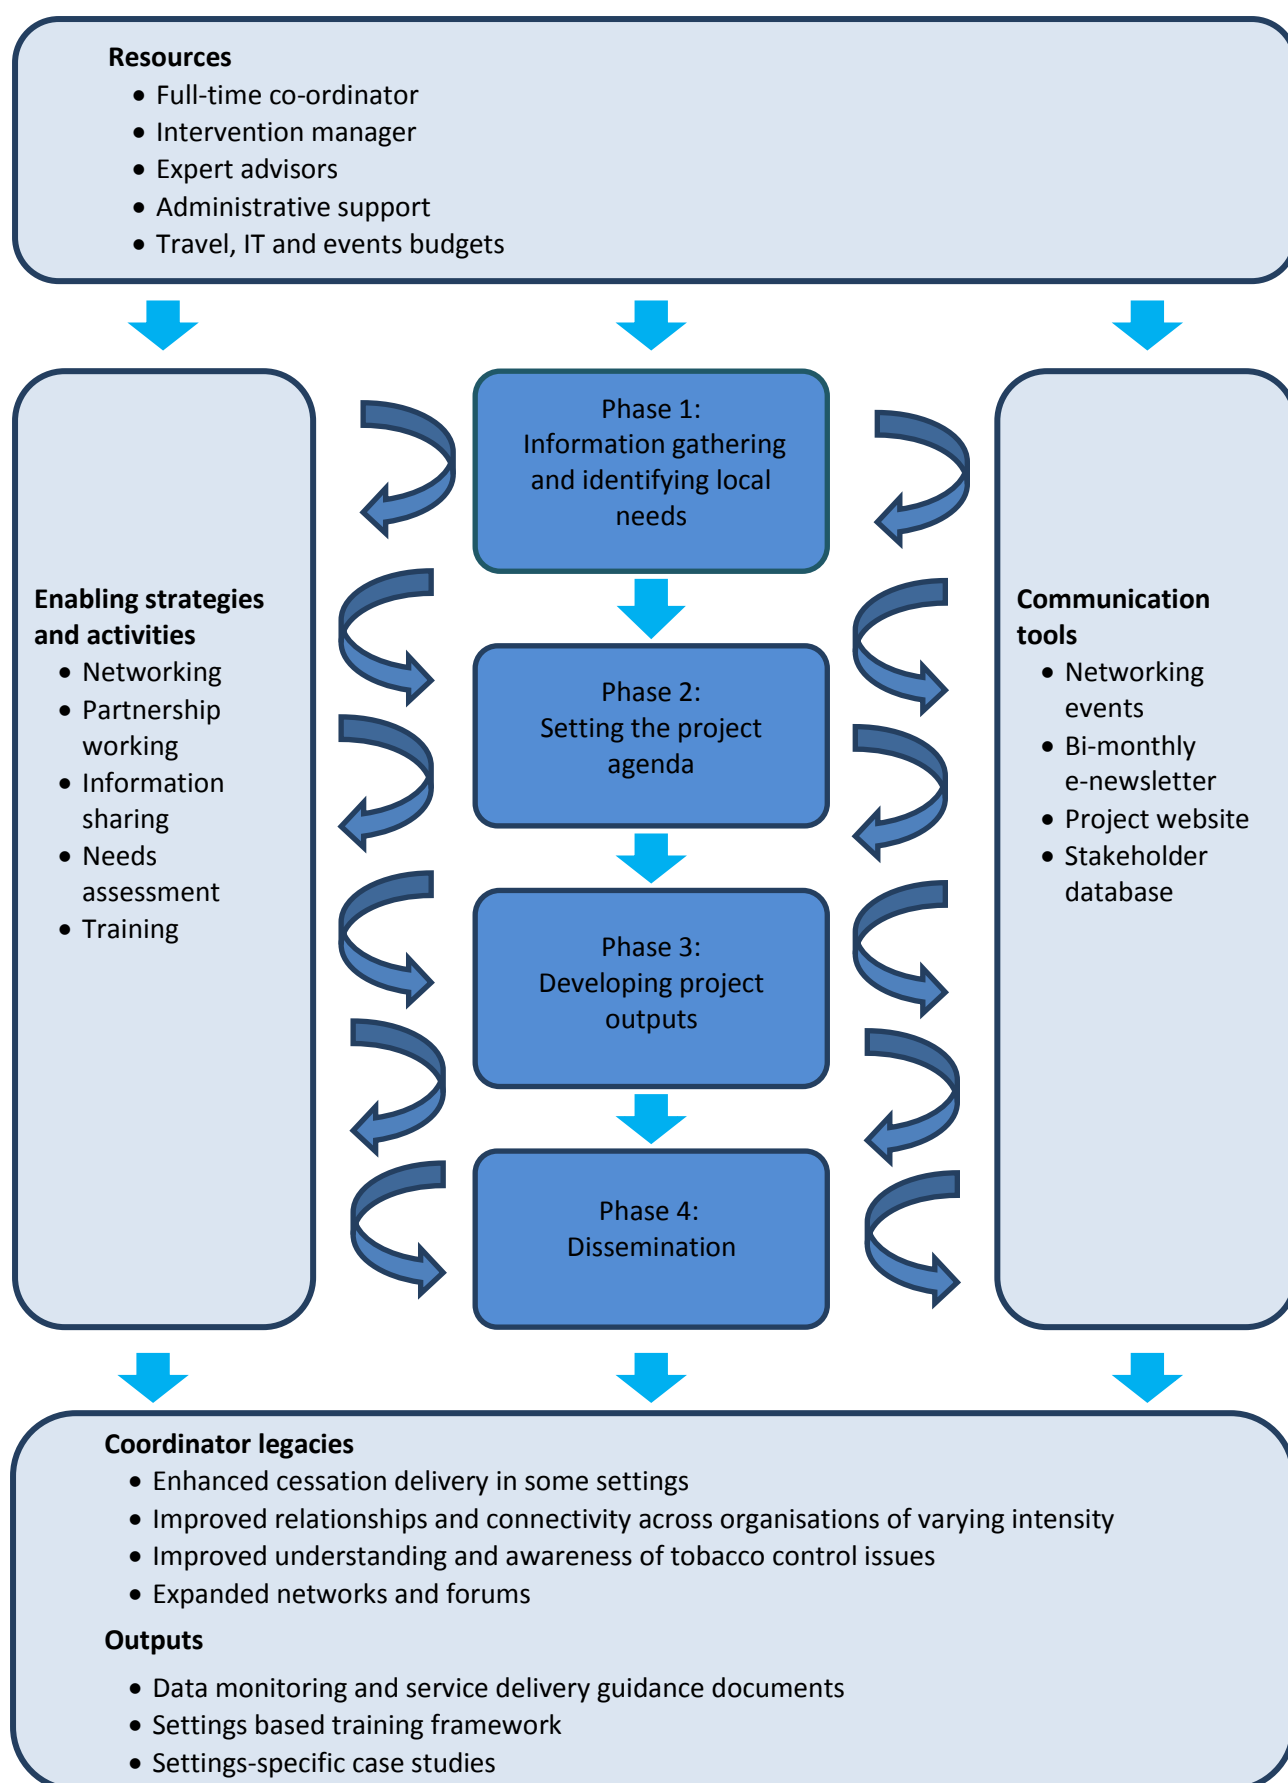 Resources
• Full-time co-ordinator
• Intervention manager
• Expert advisors
• Administrative support
• Travel, IT and events budgets
Enabling strategies
and activities
• Networking
• Partnership
working
• Information
sharing
• Needs
assessment
• Training
Phase 1:
Information gathering
and identifying local
needs
Phase 2:
Setting the project
agenda
Phase 3:
Developing project
outputs
Phase 4:
Dissemination
Communication
tools
• Networking
events
• Bi-monthly
e-newsletter
• Project website
• Stakeholder
database
Coordinator legacies
• Enhanced cessation delivery in some settings
• Improved relationships and connectivity across organisations of varying intensity
• Improved understanding and awareness of tobacco control issues
• Expanded networks and forums
Outputs
• Data monitoring and service delivery guidance documents
• Settings based training framework
• Settings-specific case studies